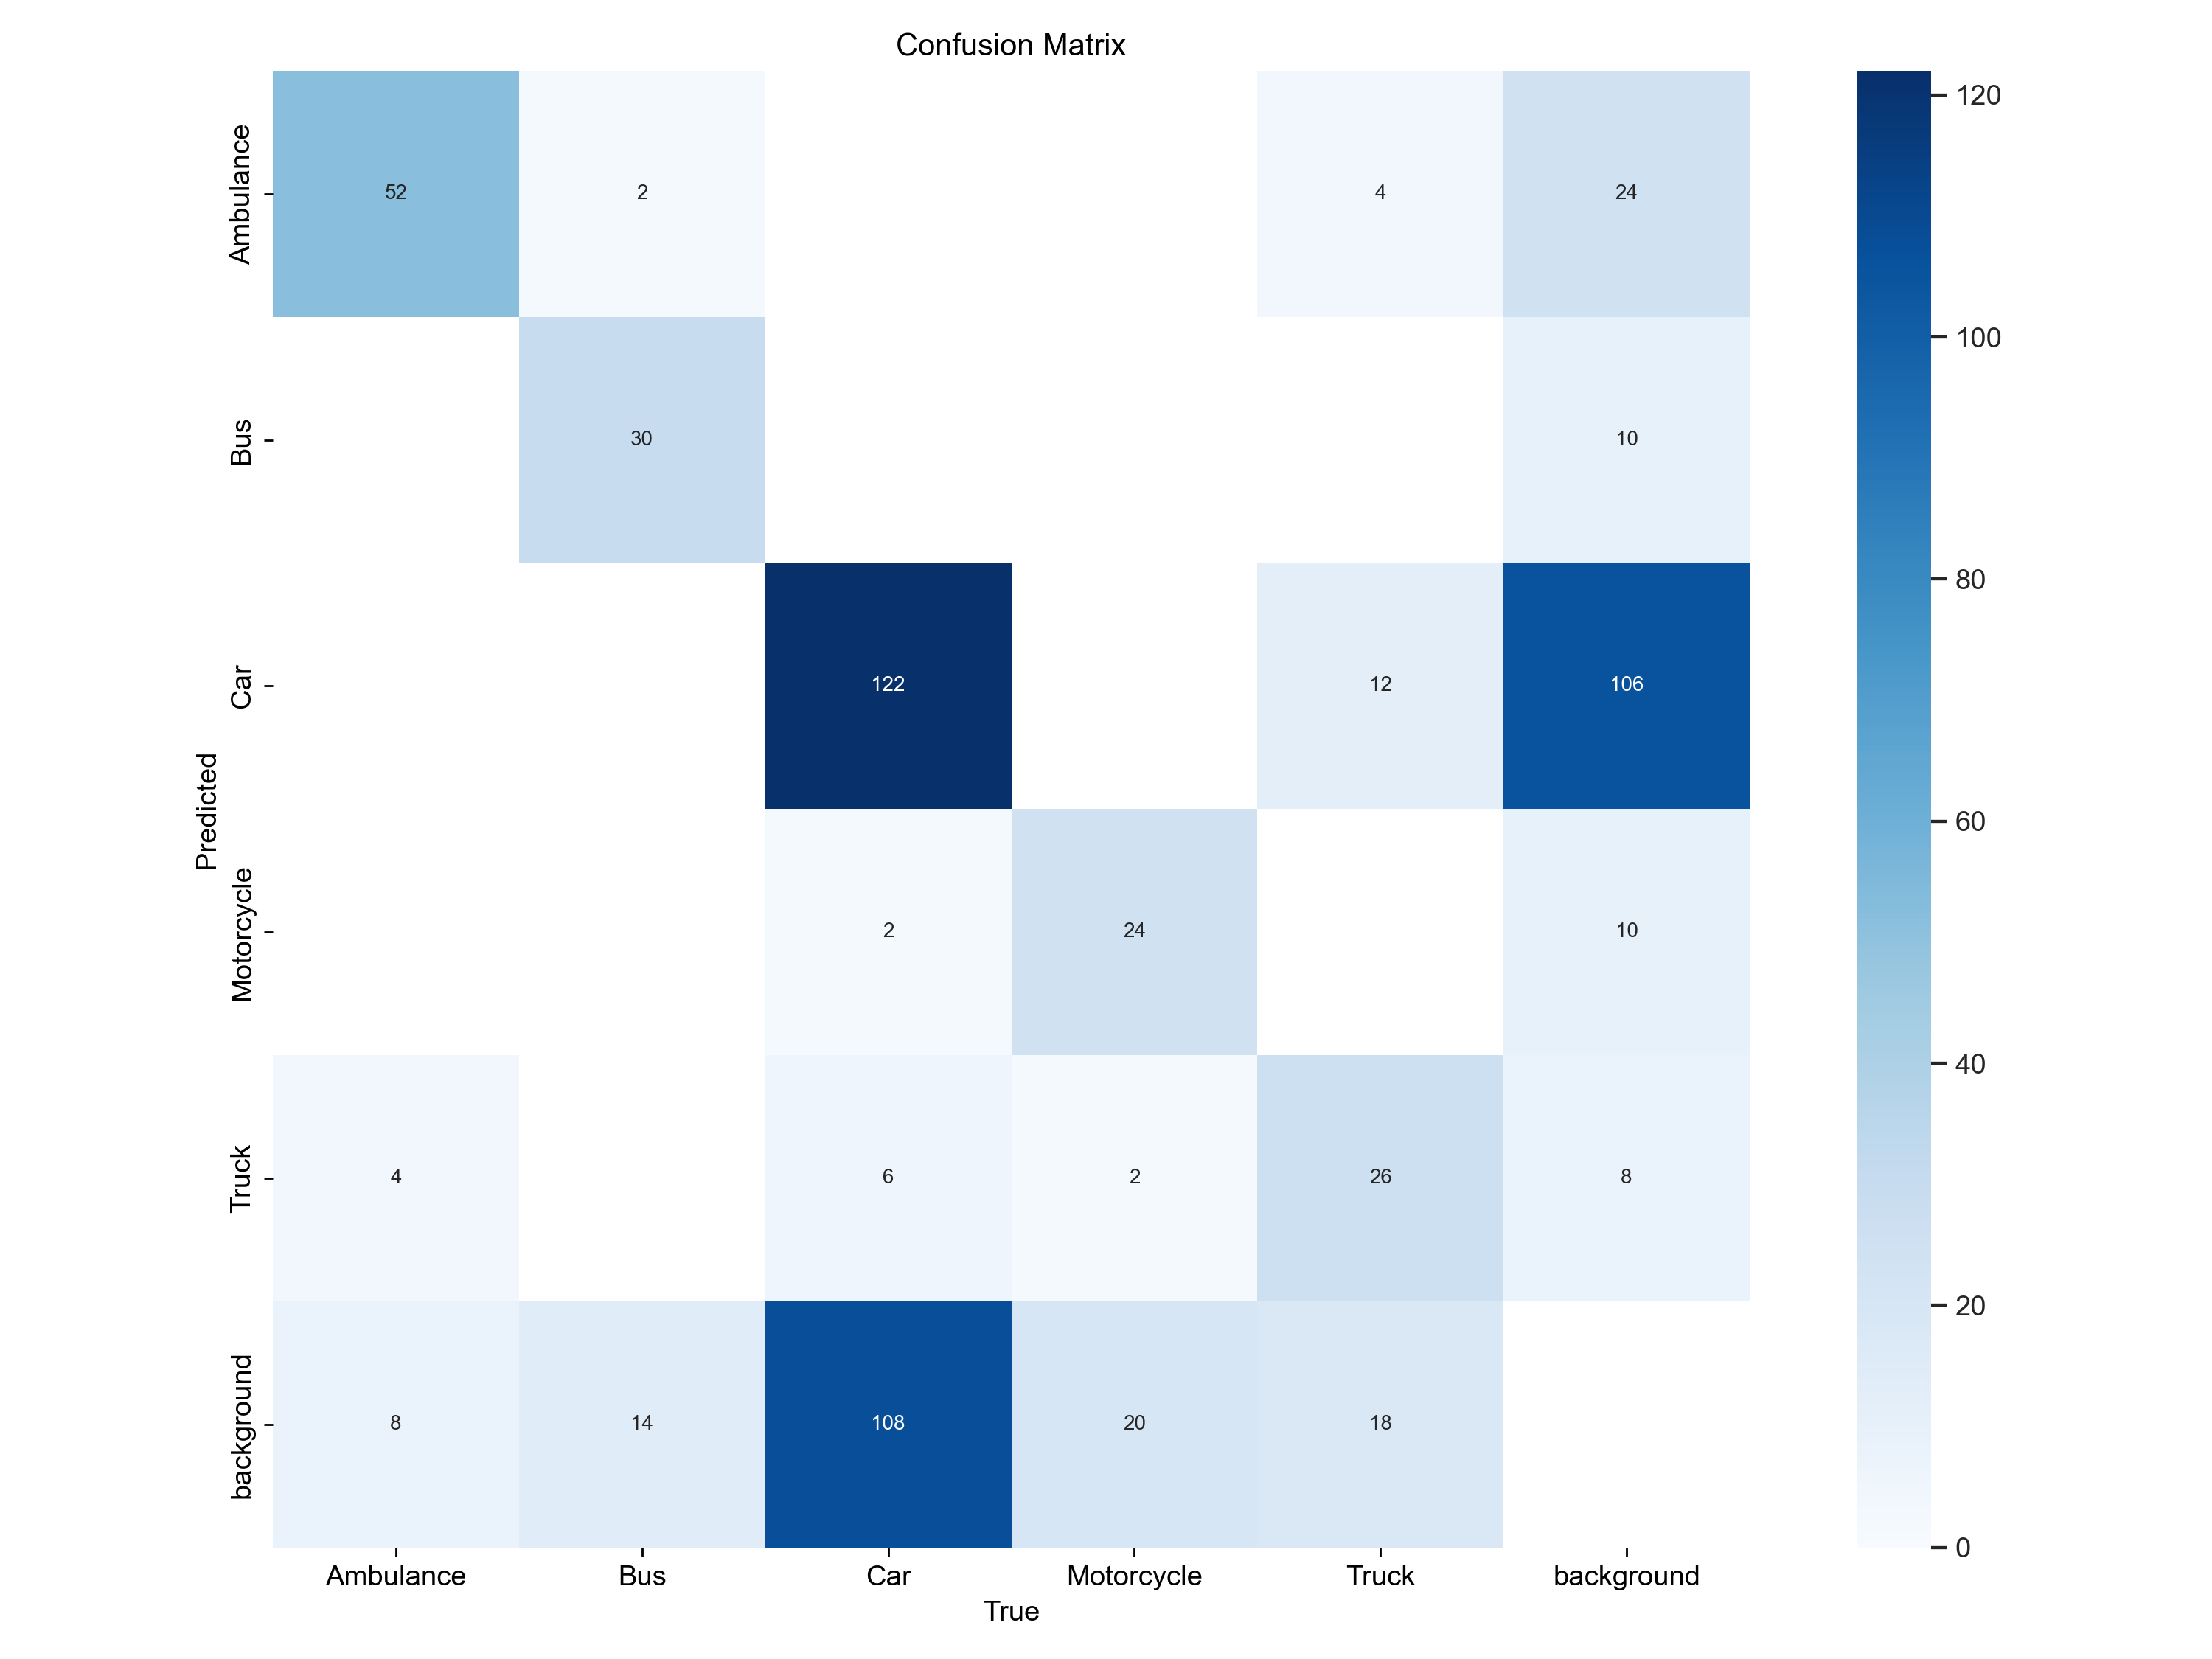 Confusion Matrix
Ambulance 52 2 4 24
Bus 30 10
Car 122 12 106
Motorcycle 2 24 10
Truck 4 6 2 26 8
background 8 14 108 20 18
Predicted
Ambulance Bus Car Motorcycle Truck background
True
120
100
80
60
40
20
0